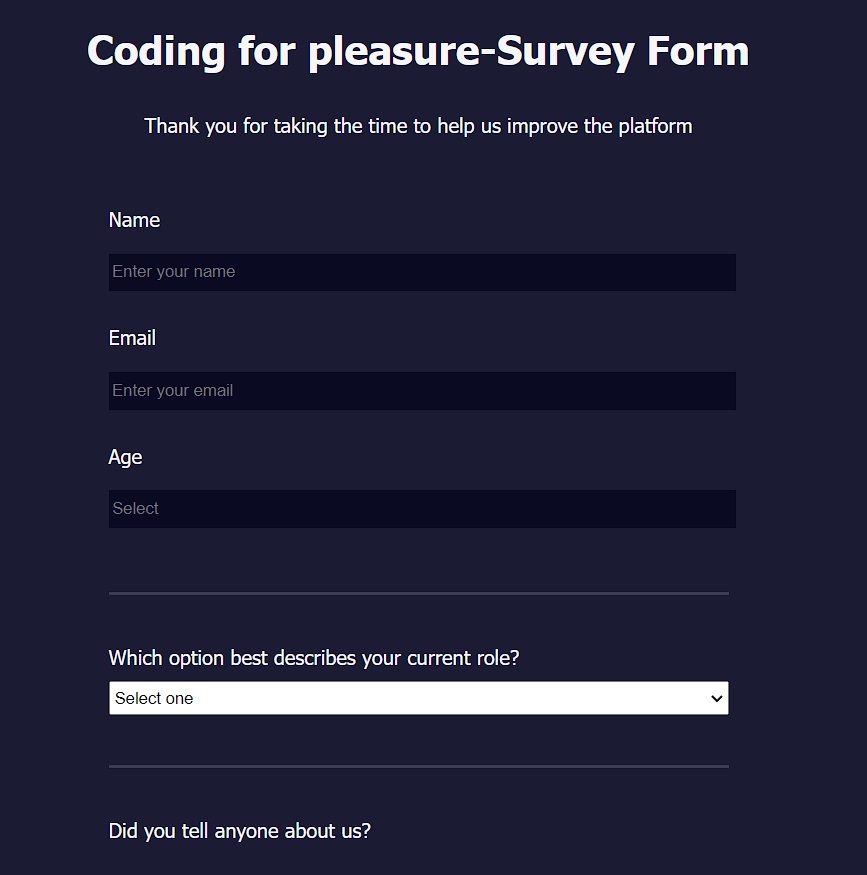 Coding for pleasure-Survey Form
Thank you for taking the time to help us improve the platform
Name
Enter your name
Email
Enter your email
Age
Select
Which option best describes your current role?
Select one
Did you tell anyone about us?